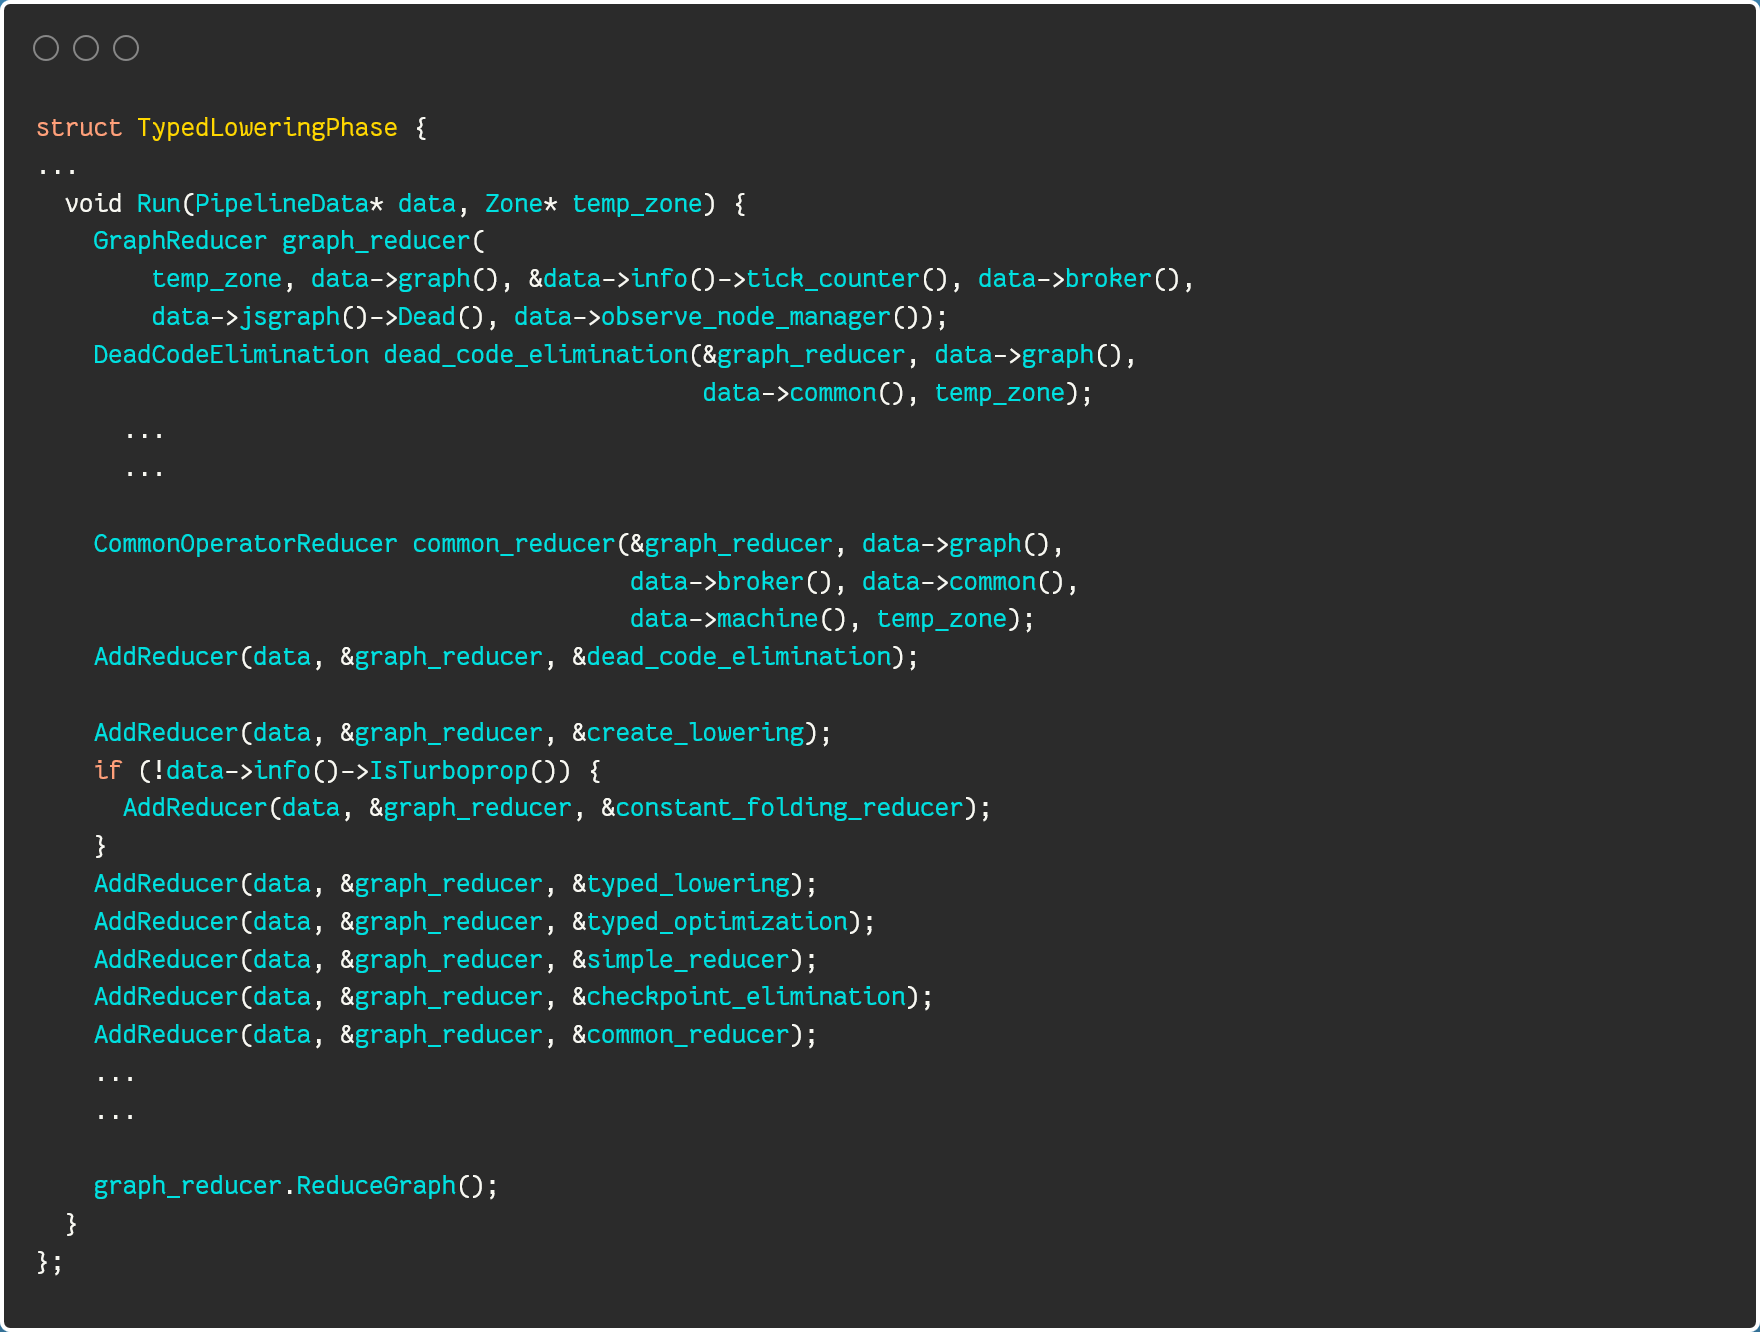 struct TypedLoweringPhase {
...
  void Run(PipelineData* data, Zone* temp_zone) {
    GraphReducer graph_reducer(
        temp_zone, data->graph(), &data->info()->tick_counter(), data->broker(),
        data->jsgraph()->Dead(), data->observe_node_manager());
    DeadCodeElimination dead_code_elimination(&graph_reducer, data->graph(),
                                              data->common(), temp_zone);
      ...
      ...

    CommonOperatorReducer common_reducer(&graph_reducer, data->graph(),
                                         data->broker(), data->common(),
                                         data->machine(), temp_zone);
    AddReducer(data, &graph_reducer, &dead_code_elimination);

    AddReducer(data, &graph_reducer, &create_lowering);
    if (!data->info()->IsTurboprop()) {
      AddReducer(data, &graph_reducer, &constant_folding_reducer);
    }
    AddReducer(data, &graph_reducer, &typed_lowering);
    AddReducer(data, &graph_reducer, &typed_optimization);
    AddReducer(data, &graph_reducer, &simple_reducer);
    AddReducer(data, &graph_reducer, &checkpoint_elimination);
    AddReducer(data, &graph_reducer, &common_reducer);
    ...
    ...

    graph_reducer.ReduceGraph();
  }
};